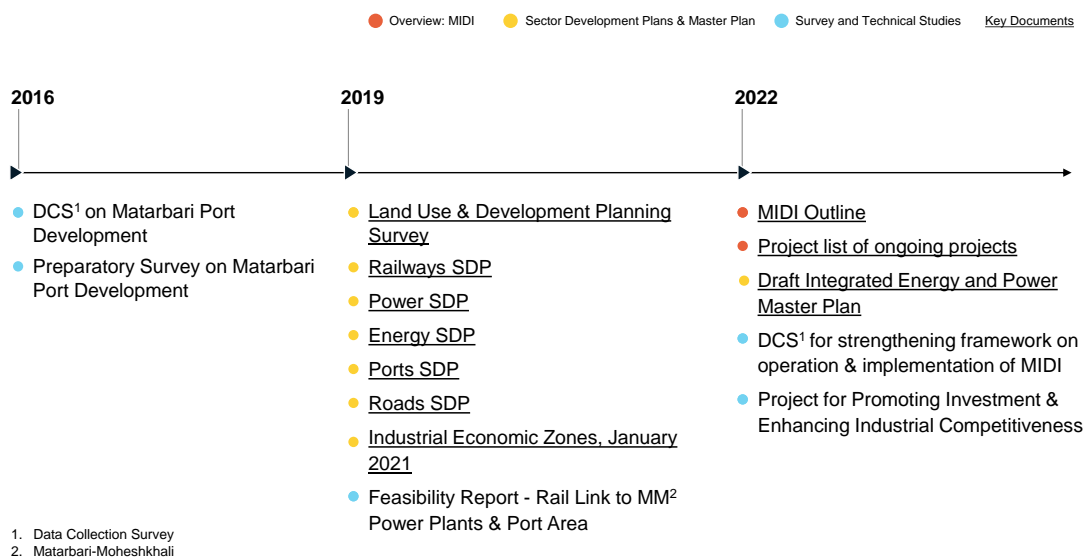 Overview: MIDI
Sector Development Plans & Master Plan
Survey and Technical Studies
Key Documents
2016
DCS1 on Matarbari Port
Development
Preparatory Survey on Matarbari
Port Development
2019
Land Use & Development Planning
Survey
Railways SDP
Power SDP
Energy SDP
Ports SDP
Roads SDP
Industrial Economic Zones, January
2021
Feasibility Report - Rail Link to MM2
Power Plants & Port Area
2022
MIDI Outline
Project list of ongoing projects
Draft Integrated Energy and Power
Master Plan
DCS1 for strengthening framework on
operation & implementation of MIDI
Project for Promoting Investment &
Enhancing Industrial Competitiveness
1. Data Collection Survey
2. Matarbari-Moheshkhali